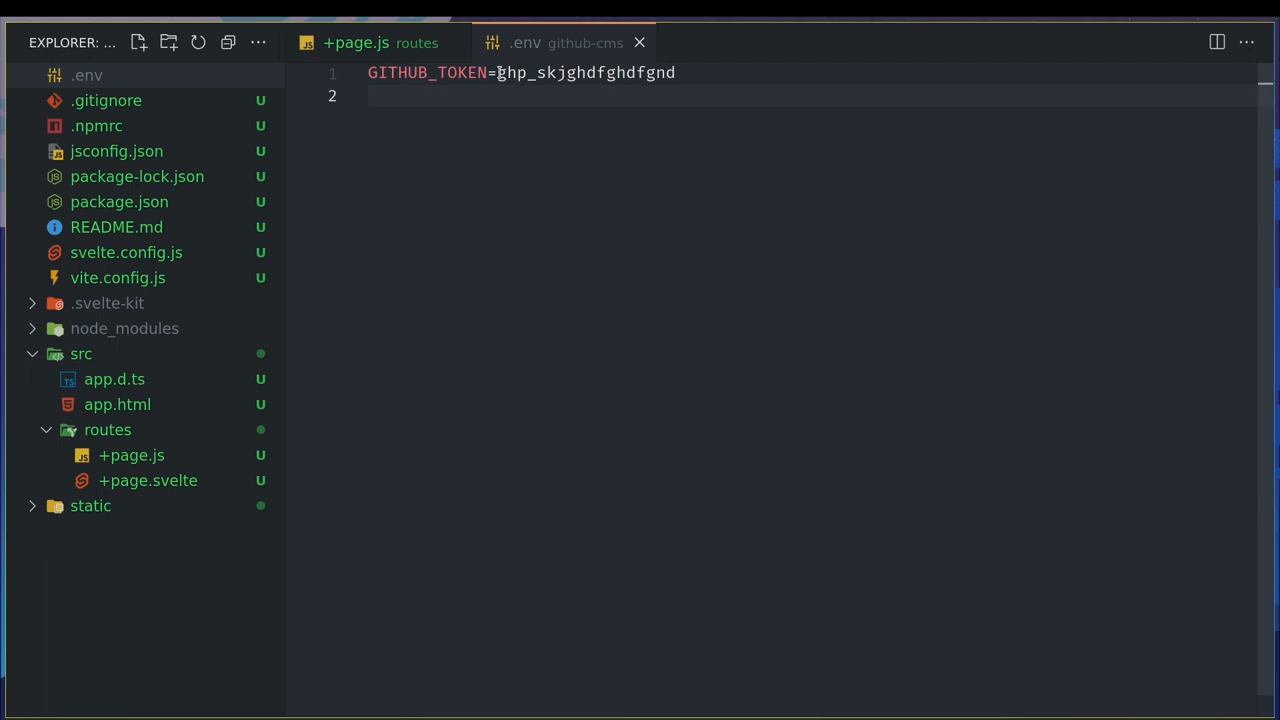 EXPLORER: ...
+page.js routes
.env github-cms
.env
.gitignore U
.npmrc U
jsconfig.json U
package-lock.json U
package.json U
README.md U
svelte.config.js U
vite.config.js U
.svelte-kit
node_modules
src
TS app.d.ts U
app.html U
routes
JS +page.js U
+page.svelte U
static
1 GITHUB_TOKEN=ghp_skjghdfghdfgnd
2